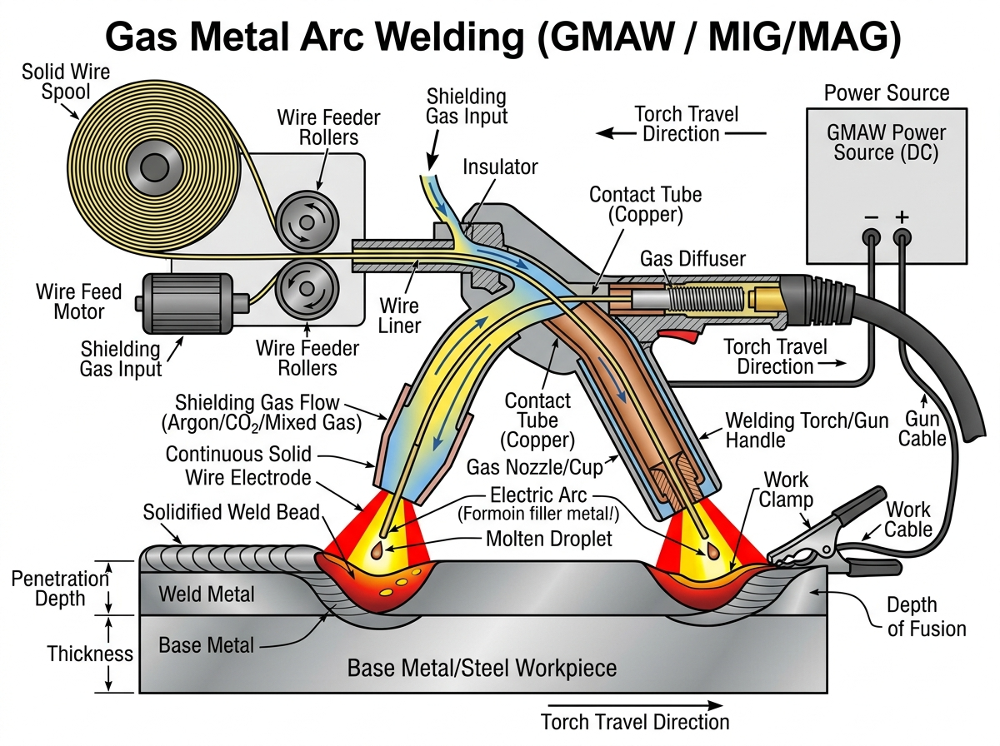 Gas Metal Arc Welding (GMAW / MIG/MAG)
Solid Wire
Spool
Wire Feeder
Rollers
Shielding
Gas Input
Torch Travel
Direction
Power Source
GMAW Power
Source (DC)
− +
Insulator
Contact Tube
(Copper)
Gas Diffuser
Wire Feed
Motor
Wire
Liner
Shielding
Gas Input
Wire Feeder
Rollers
Torch Travel
Direction
Shielding Gas Flow
(Argon/CO₂/Mixed Gas)
Contact
Tube
(Copper)
Welding Torch/Gun
Handle
Gun
Cable
Continuous Solid
Wire Electrode
Gas Nozzle/Cup
Solidified Weld Bead
Electric Arc
(Formoin filler metal!)
Molten Droplet
Work
Clamp
Work
Cable
Penetration
Depth
Weld Metal
Depth
of Fusion
Thickness
Base Metal
Base Metal/Steel Workpiece
Torch Travel Direction